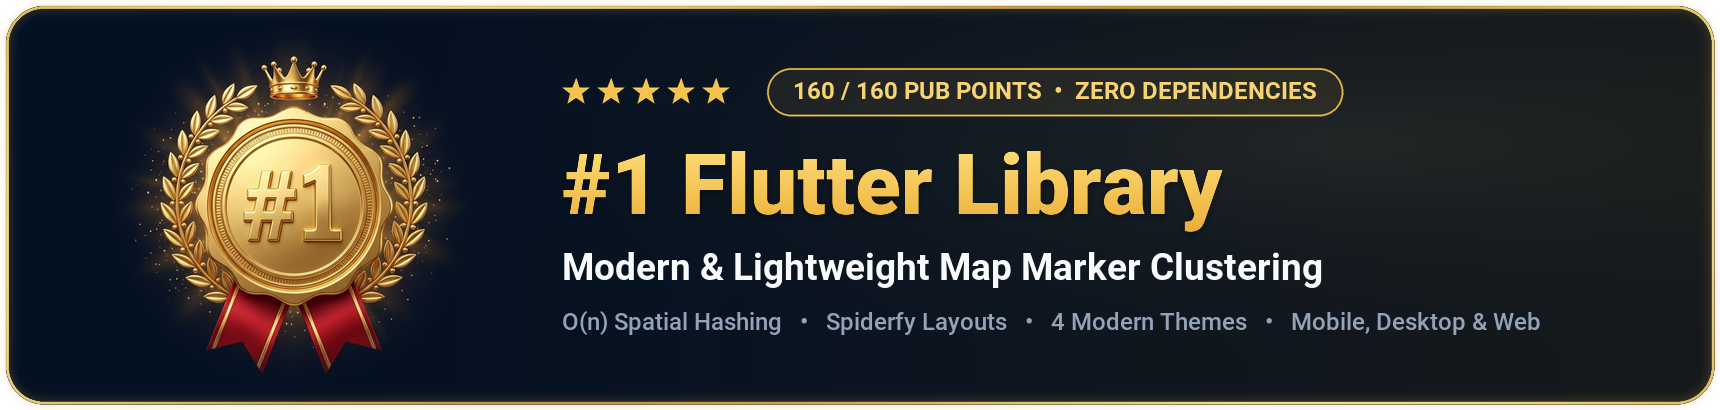 #1
160 / 160 PUB POINTS • ZERO DEPENDENCIES
#1 Flutter Library
Modern & Lightweight Map Marker Clustering
O(n) Spatial Hashing • Spiderfy Layouts • 4 Modern Themes • Mobile, Desktop & Web